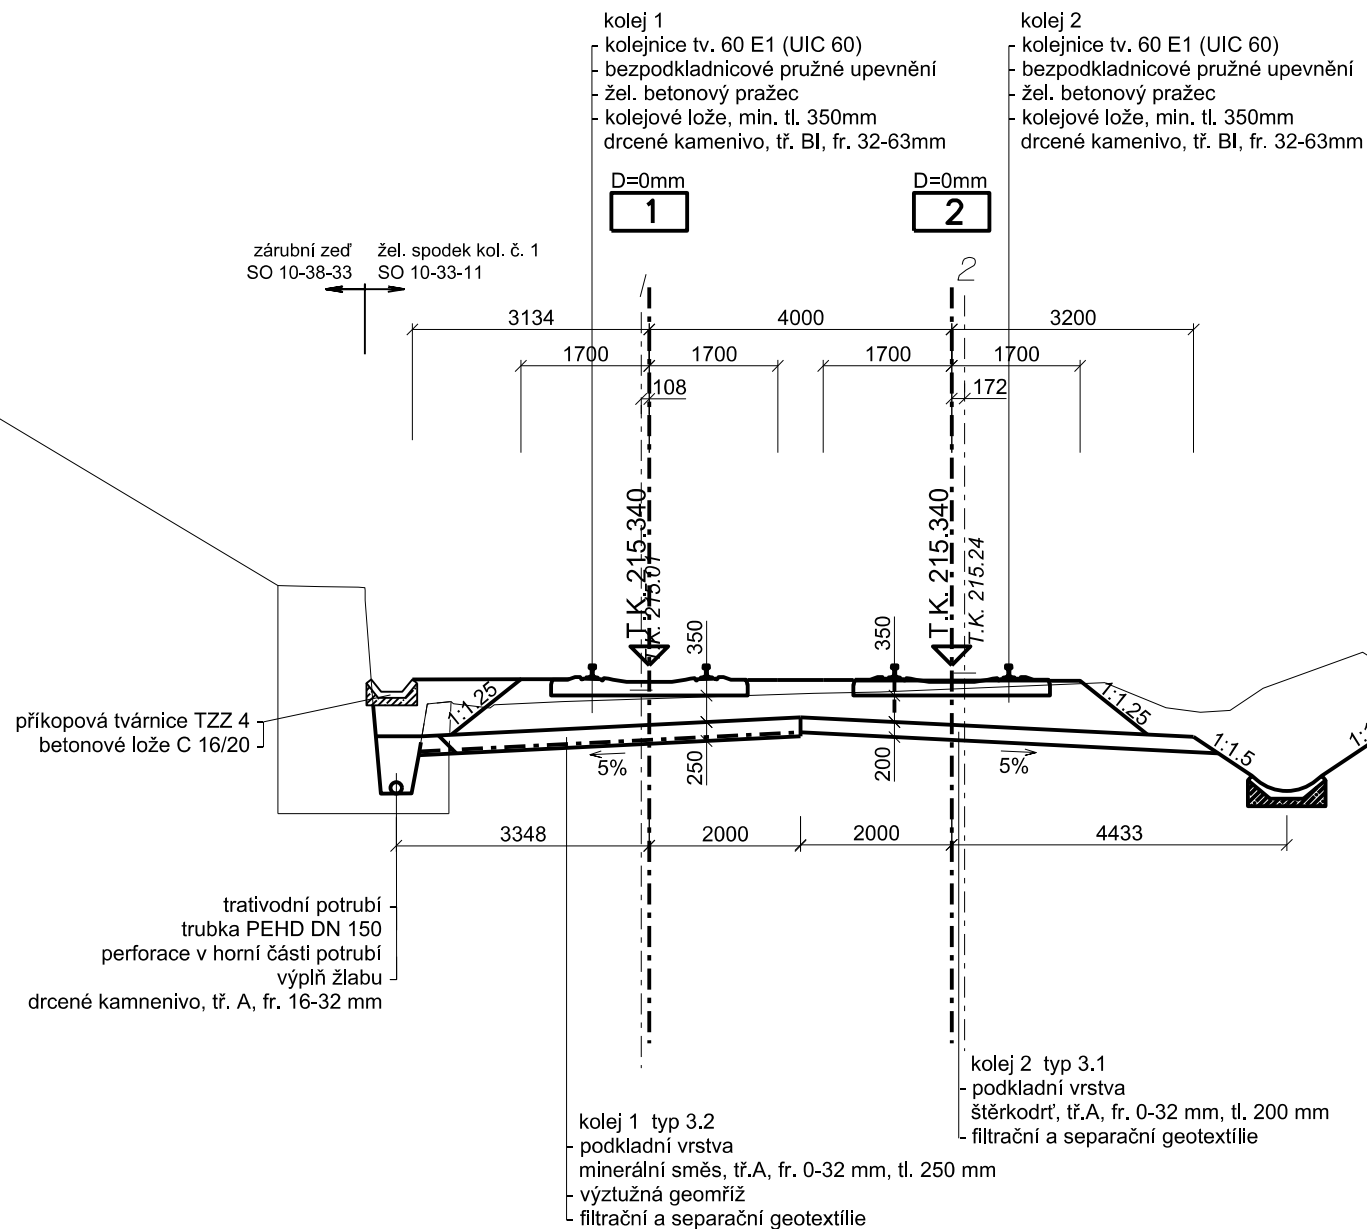 kolej 1
kolejnice tv. 60 E1 (UIC 60)
bezpodkladnicové pružné upevnění
žel. betonový pražec
kolejové lože, min. tl. 350mm
drcené kamenivo, tř. BI, fr. 32-63mm
kolej 2
kolejnice tv. 60 E1 (UIC 60)
bezpodkladnicové pružné upevnění
žel. betonový pražec
kolejové lože, min. tl. 350mm
drcené kamenivo, tř. BI, fr. 32-63mm
D=0mm
1
D=0mm
2
zárubní zeď
SO 10-38-33
žel. spodek kol. č. 1
SO 10-33-11
1
2
3134
4000
3200
1700
1700
1700
1700
108
172
T.K. 215.340
T.K. 215.01
T.K. 215.340
T.K. 215.24
350
350
1:1.25
1:1.25
příkopová tvárnice TZZ 4
betonové lože C 16/20
5%
250
200
5%
1:1.5
3348
2000
2000
4433
trativodní potrubí
trubka PEHD DN 150
perforace v horní části potrubí
výplň žlabu
drcené kamnenivo, tř. A, fr. 16-32 mm
kolej 2 typ 3.1
podkladní vrstva
štěrkodrť, tř.A, fr. 0-32 mm, tl. 200 mm
filtrační a separační geotextílie
kolej 1 typ 3.2
podkladní vrstva
minerální směs, tř.A, fr. 0-32 mm, tl. 250 mm
výztužná geomříž
filtrační a separační geotextílie